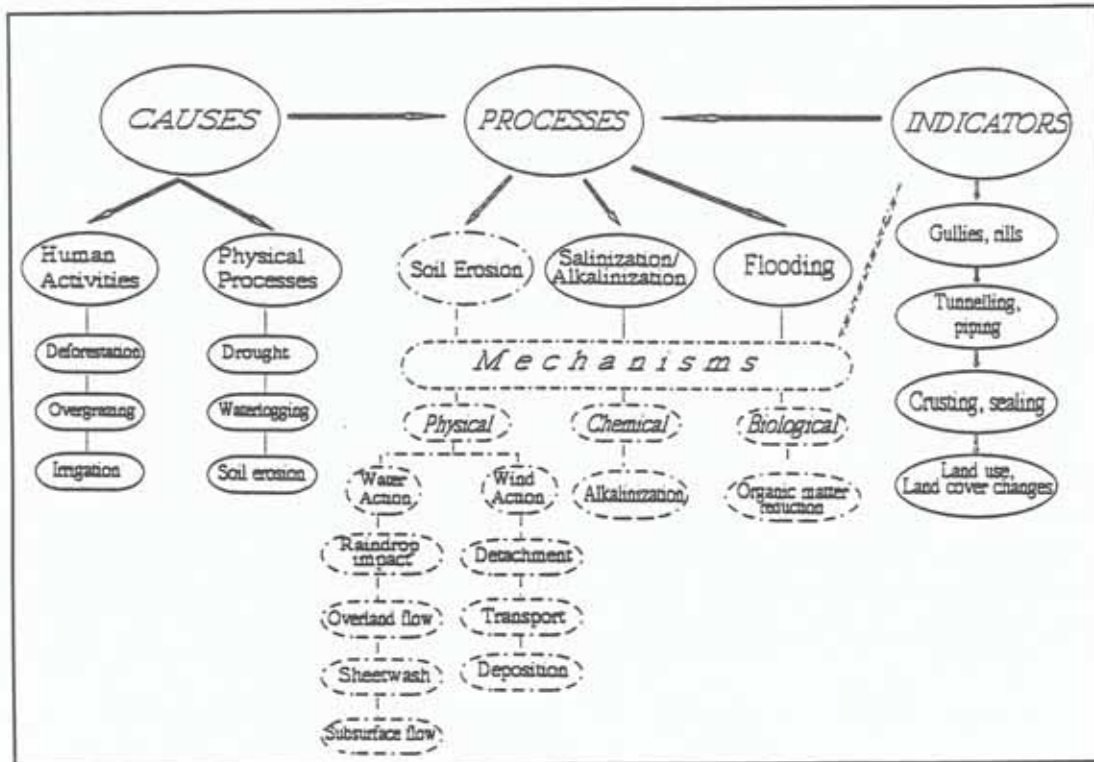 CAUSES
PROCESSES
INDICATORS
Human
Activities
Physical
Processes
Soil Erosion
Salinization/
Alkalinization
Flooding
Gullies, rills
Tunnelling,
piping
Crusting, sealing
Land use,
Land cover changes
Deforestation
Overgrazing
Irrigation
Drought
Waterlogging
Soil erosion
Mechanisms
Physical
Chemical
Biological
Water
Action
Wind
Action
Alkalinization
Organic matter
reduction
Raindrop
impact
Overland flow
Sheetwash
Subsurface flow
Detachment
Transport
Deposition